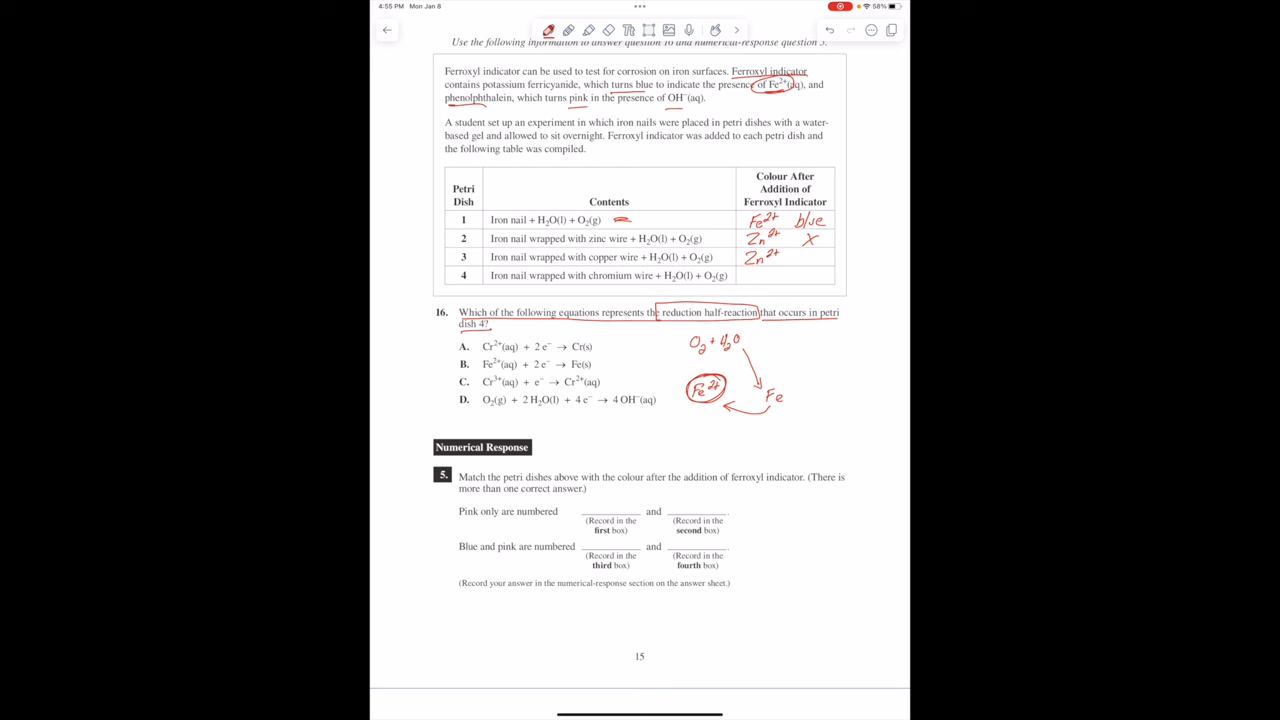 4:55 PM Mon Jan 8
58%
Use the following information to answer question 16 and numerical-response question 5.
Ferroxyl indicator can be used to test for corrosion on iron surfaces. Ferroxyl indicator
contains potassium ferricyanide, which turns blue to indicate the presence of Fe²⁺(aq), and
phenolphthalein, which turns pink in the presence of OH⁻(aq).
A student set up an experiment in which iron nails were placed in petri dishes with a water-
based gel and allowed to sit overnight. Ferroxyl indicator was added to each petri dish and
the following table was compiled.
Petri Dish Contents Colour After Addition of Ferroxyl Indicator
1 Iron nail + H₂O(l) + O₂(g) Fe²⁺ blue
2 Iron nail wrapped with zinc wire + H₂O(l) + O₂(g) Zn²⁺ X
3 Iron nail wrapped with copper wire + H₂O(l) + O₂(g) Zn²⁺
4 Iron nail wrapped with chromium wire + H₂O(l) + O₂(g)
16. Which of the following equations represents the reduction half-reaction that occurs in petri
dish 4?
A. Cr²⁺(aq) + 2 e⁻ → Cr(s)
B. Fe²⁺(aq) + 2 e⁻ → Fe(s)
C. Cr³⁺(aq) + e⁻ → Cr²⁺(aq)
D. O₂(g) + 2 H₂O(l) + 4 e⁻ → 4 OH⁻(aq)
O₂ + H₂O
Fe²⁺
Fe
Numerical Response
5. Match the petri dishes above with the colour after the addition of ferroxyl indicator. (There is
more than one correct answer.)
Pink only are numbered ________ and ________.
(Record in the first box) (Record in the second box)
Blue and pink are numbered ________ and ________.
(Record in the third box) (Record in the fourth box)
(Record your answer in the numerical-response section on the answer sheet.)
15